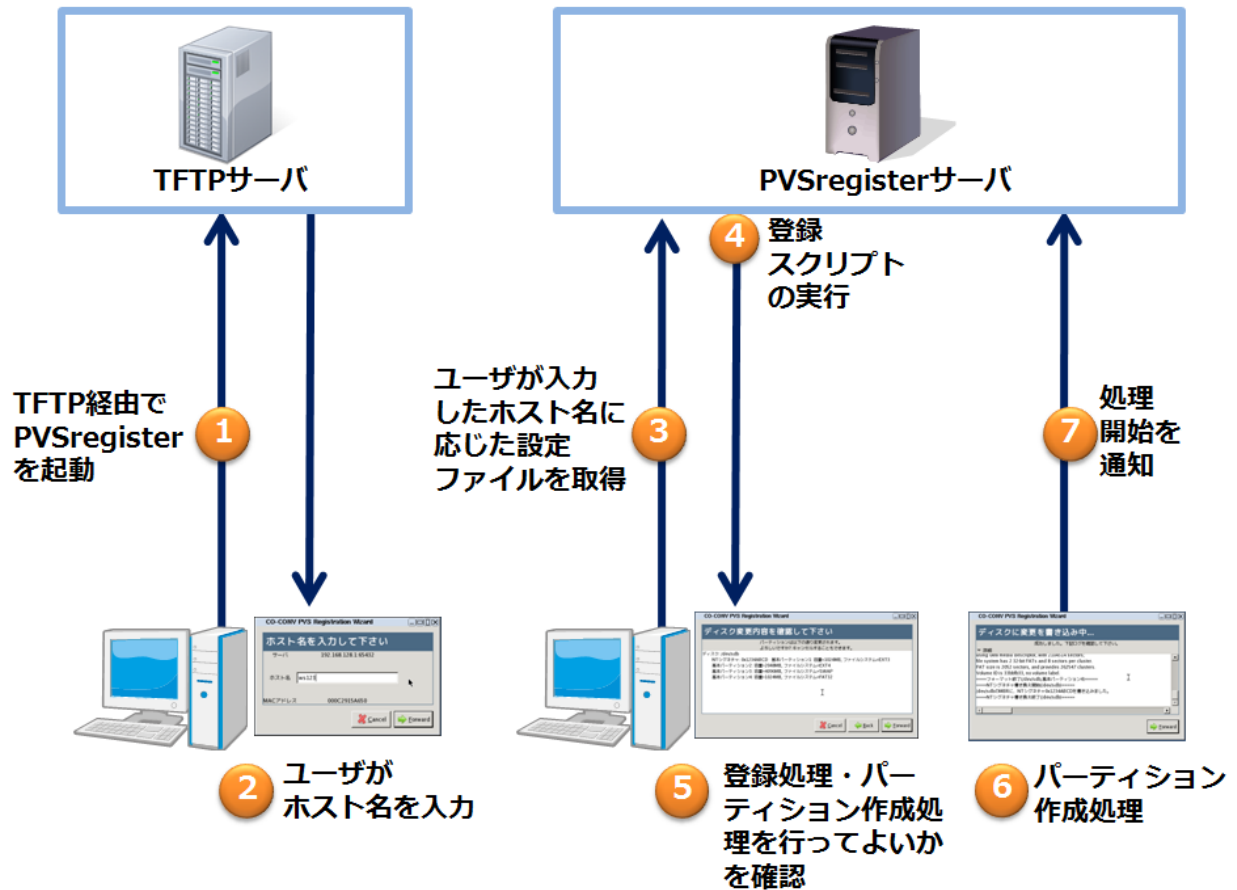 TFTPサーバ
PVSregisterサーバ
TFTP経由で
PVSregister
を起動
1
ユーザが入力
したホスト名に
応じた設定
ファイルを取得
3
4
登録
スクリプト
の実行
7
処理
開始を
通知
CO-CONV PVS Registration Wizard
ホスト名を入力して下さい
サーバ
ホスト名
MACアドレス
Cancel
Forward
2
ユーザが
ホスト名を入力
CO-CONV PVS Registration Wizard
ディスク変更内容を確認して下さい
Cancel
Back
Forward
5
登録処理・パー
ティション作成処
理を行ってよいか
を確認
CO-CONV PVS Registration Wizard
ディスクに変更を書き込み中...
Forward
6
パーティション
作成処理